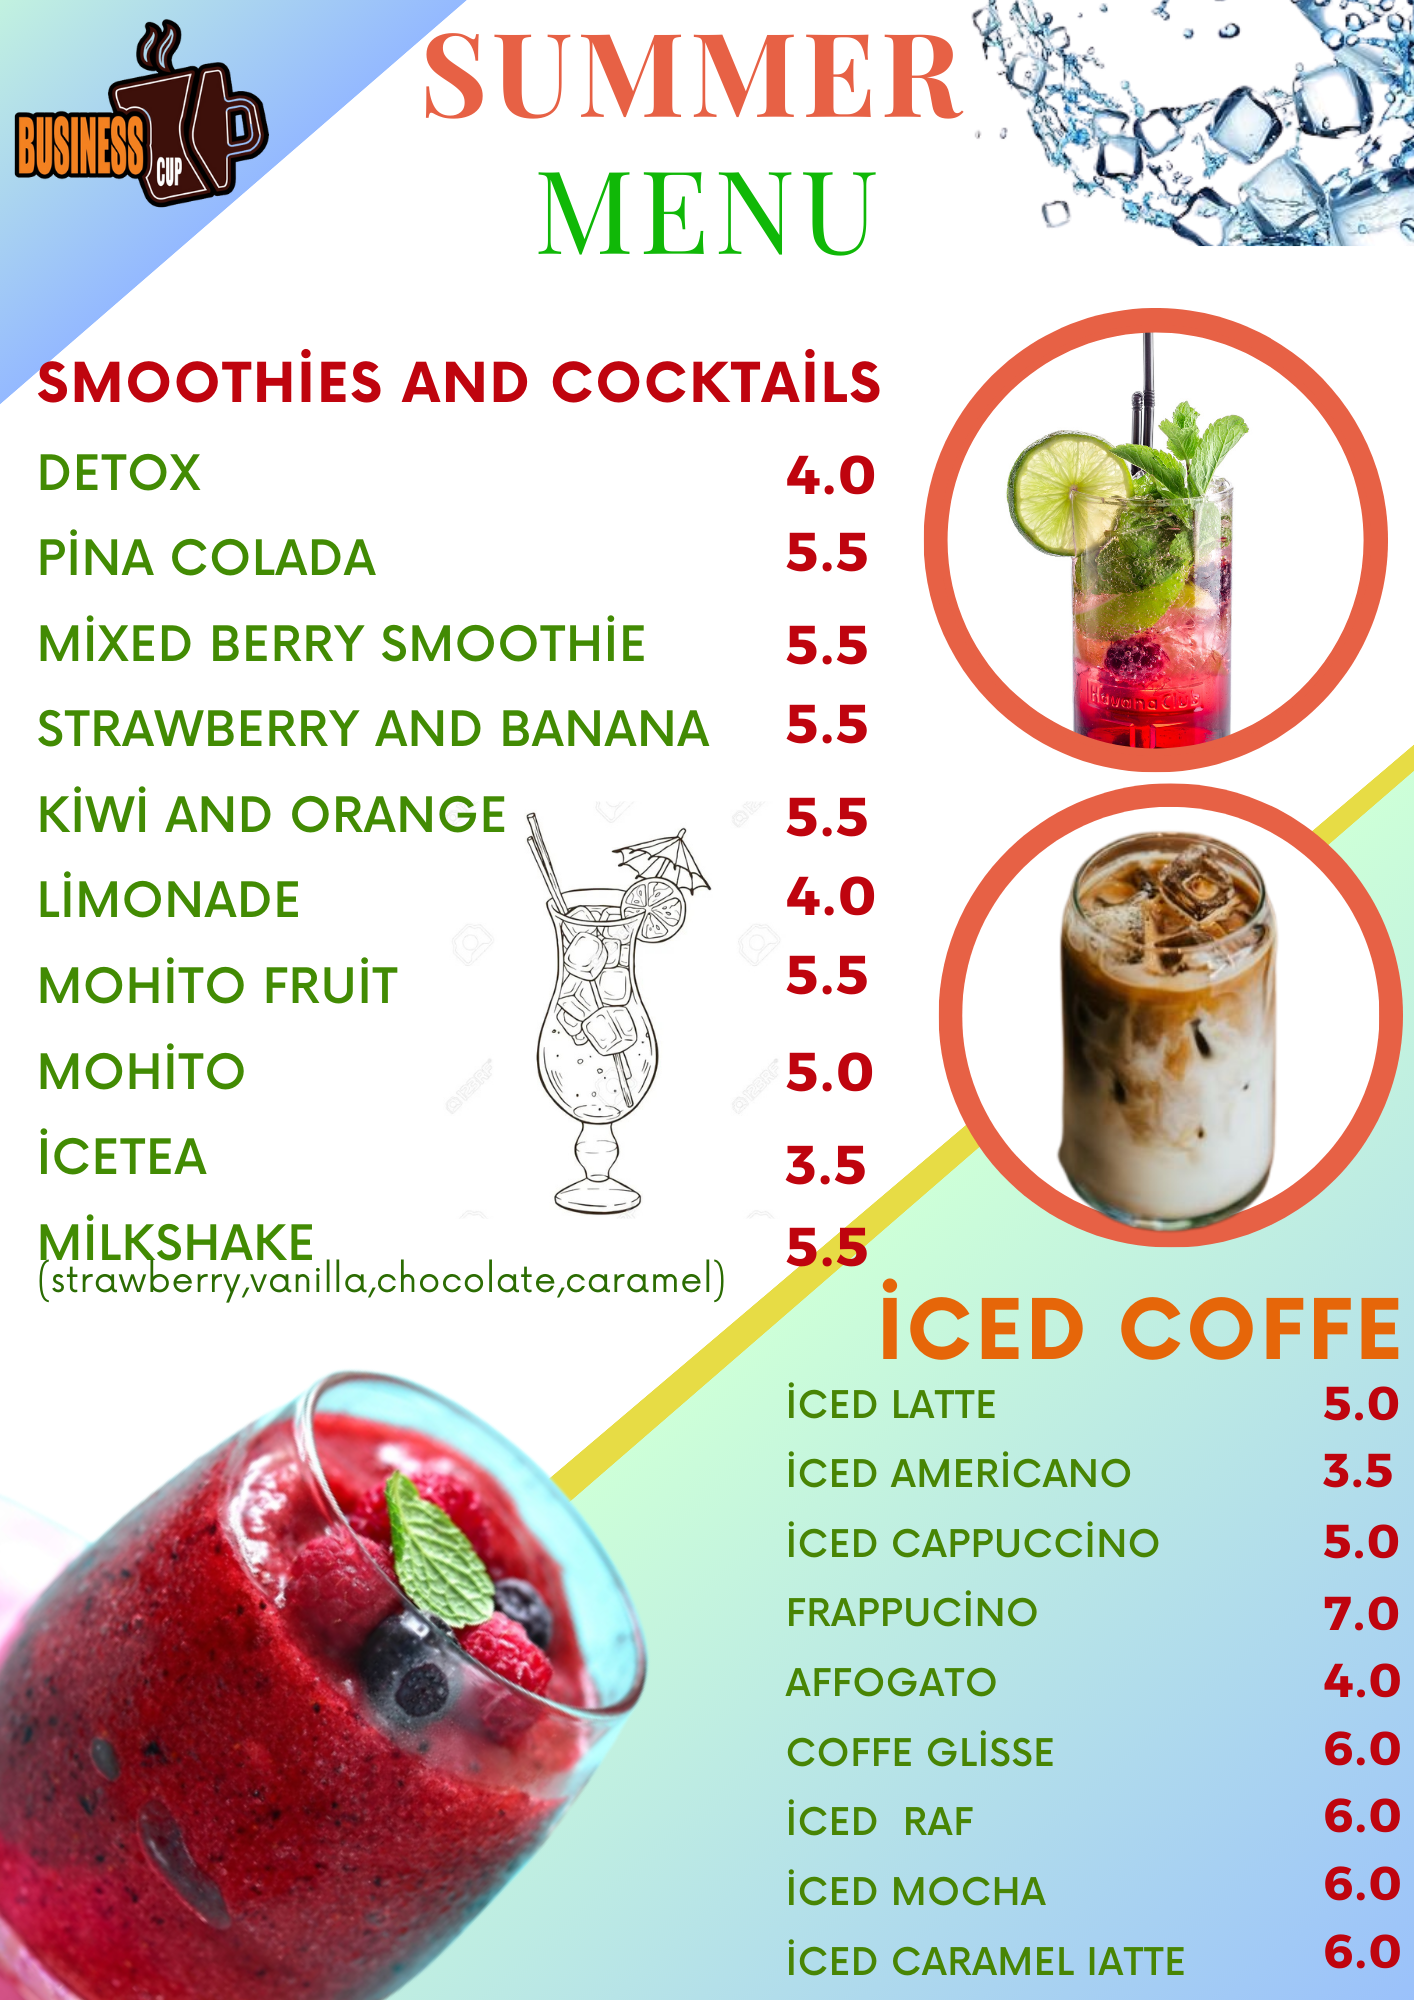 BUSINESS
CUP
SUMMER
MENU
SMOOTHİES AND COCKTAİLS
DETOX 4.0
PİNA COLADA 5.5
MİXED BERRY SMOOTHİE 5.5
STRAWBERRY AND BANANA 5.5
KİWİ AND ORANGE 5.5
LİMONADE 4.0
MOHİTO FRUİT 5.5
MOHİTO 5.0
İCETEA 3.5
MİLKSHAKE 5.5
(strawberry,vanilla,chocolate,caramel)
Havana Club
İCED COFFE
İCED LATTE 5.0
İCED AMERİCANO 3.5
İCED CAPPUCCİNO 5.0
FRAPPUCİNO 7.0
AFFOGATO 4.0
COFFE GLİSSE 6.0
İCED RAF 6.0
İCED MOCHA 6.0
İCED CARAMEL lATTE 6.0